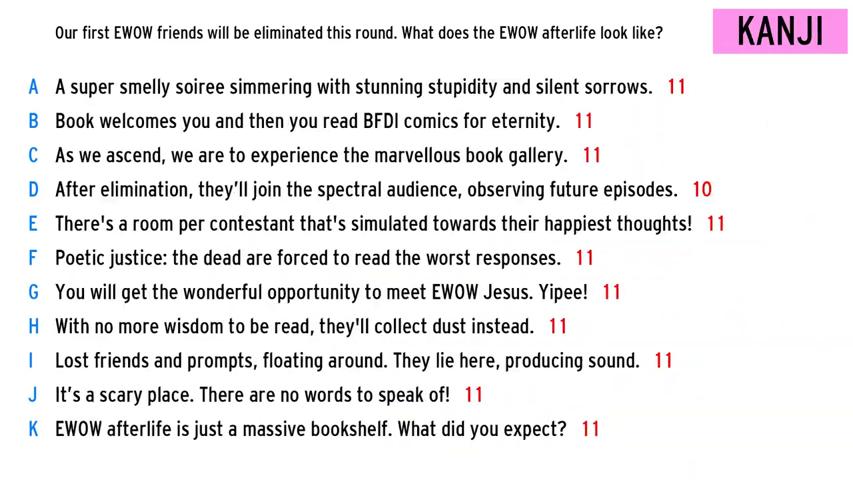 Our first EWOW friends will be eliminated this round. What does the EWOW afterlife look like?
KANJI
A A super smelly soiree simmering with stunning stupidity and silent sorrows. 11
B Book welcomes you and then you read BFDI comics for eternity. 11
C As we ascend, we are to experience the marvellous book gallery. 11
D After elimination, they’ll join the spectral audience, observing future episodes. 10
E There's a room per contestant that's simulated towards their happiest thoughts! 11
F Poetic justice: the dead are forced to read the worst responses. 11
G You will get the wonderful opportunity to meet EWOW Jesus. Yipee! 11
H With no more wisdom to be read, they'll collect dust instead. 11
I Lost friends and prompts, floating around. They lie here, producing sound. 11
J It’s a scary place. There are no words to speak of! 11
K EWOW afterlife is just a massive bookshelf. What did you expect? 11